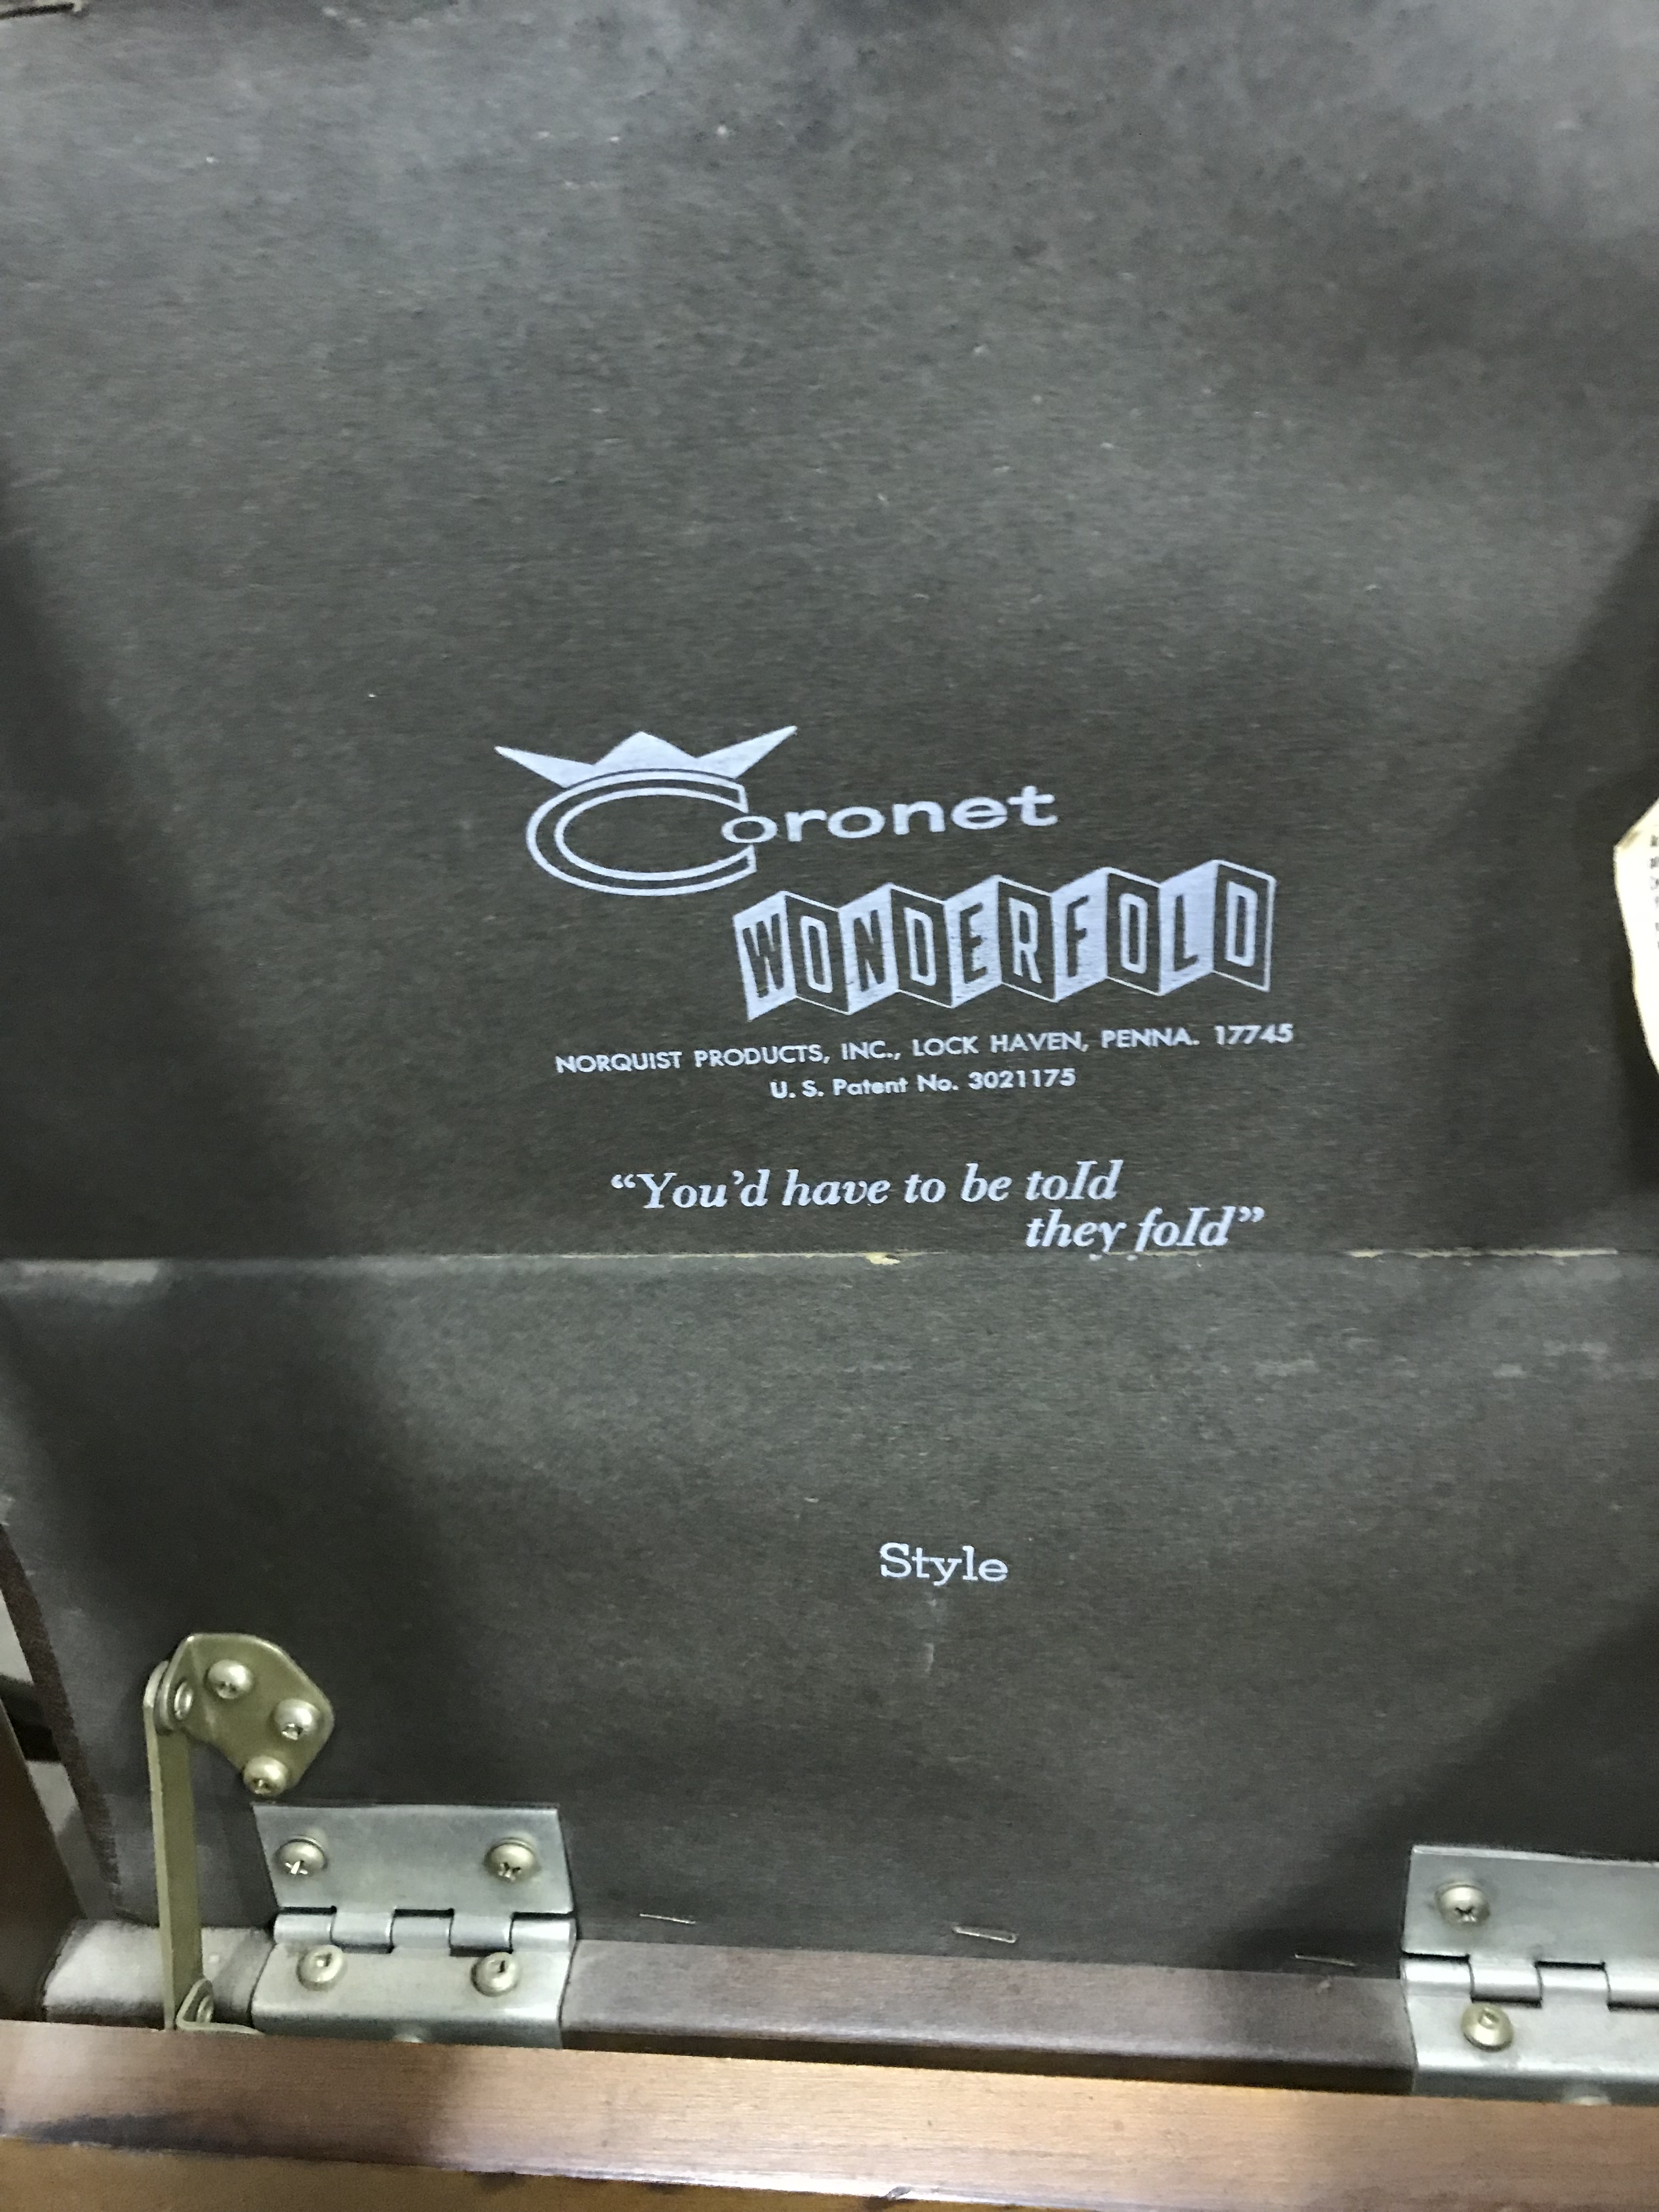 Coronet
WONDERFOLD
NORQUIST PRODUCTS, INC., LOCK HAVEN, PENNA. 17745
U. S. Patent No. 3021175
“You’d have to be told
they fold”
Style